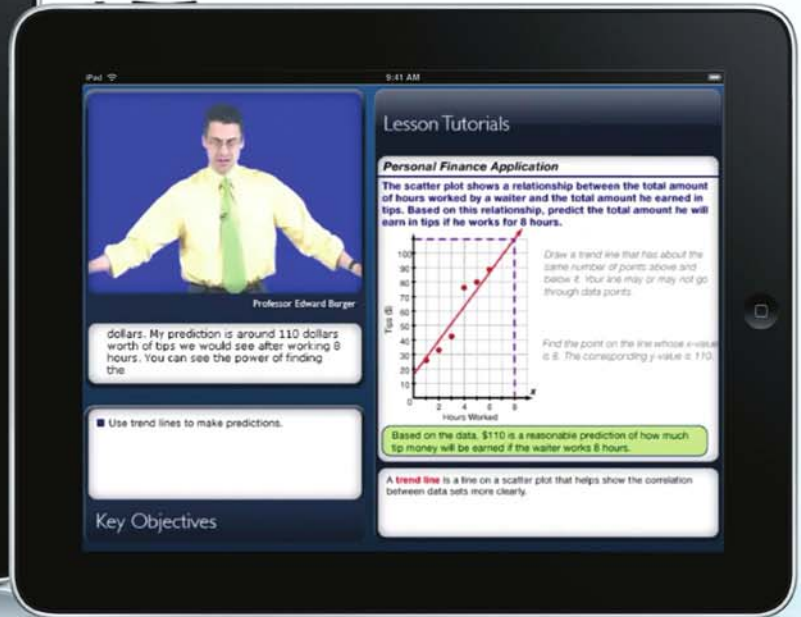 iPad
9:41 AM
Professor Edward Burger
dollars. My prediction is around 110 dollars
worth of tips we would see after working 8
hours. You can see the power of finding
the
Use trend lines to make predictions.
Key Objectives
Lesson Tutorials
Personal Finance Application
The scatter plot shows a relationship between the total amount
of hours worked by a waiter and the total amount he earned in
tips. Based on this relationship, predict the total amount he will
earn in tips if he works for 8 hours.
Draw a trend line that has about the
same number of points above and
below it. Your line may or may not go
through data points.
Find the point on the line whose x-value
is 8. The corresponding y-value is 110.
Tips ($)
100
90
80
70
60
50
40
30
20
10
2 4 6 8
x
Hours Worked
Based on the data, $110 is a reasonable prediction of how much
tip money will be earned if the waiter works 8 hours.
A trend line is a line on a scatter plot that helps show the correlation
between data sets more clearly.